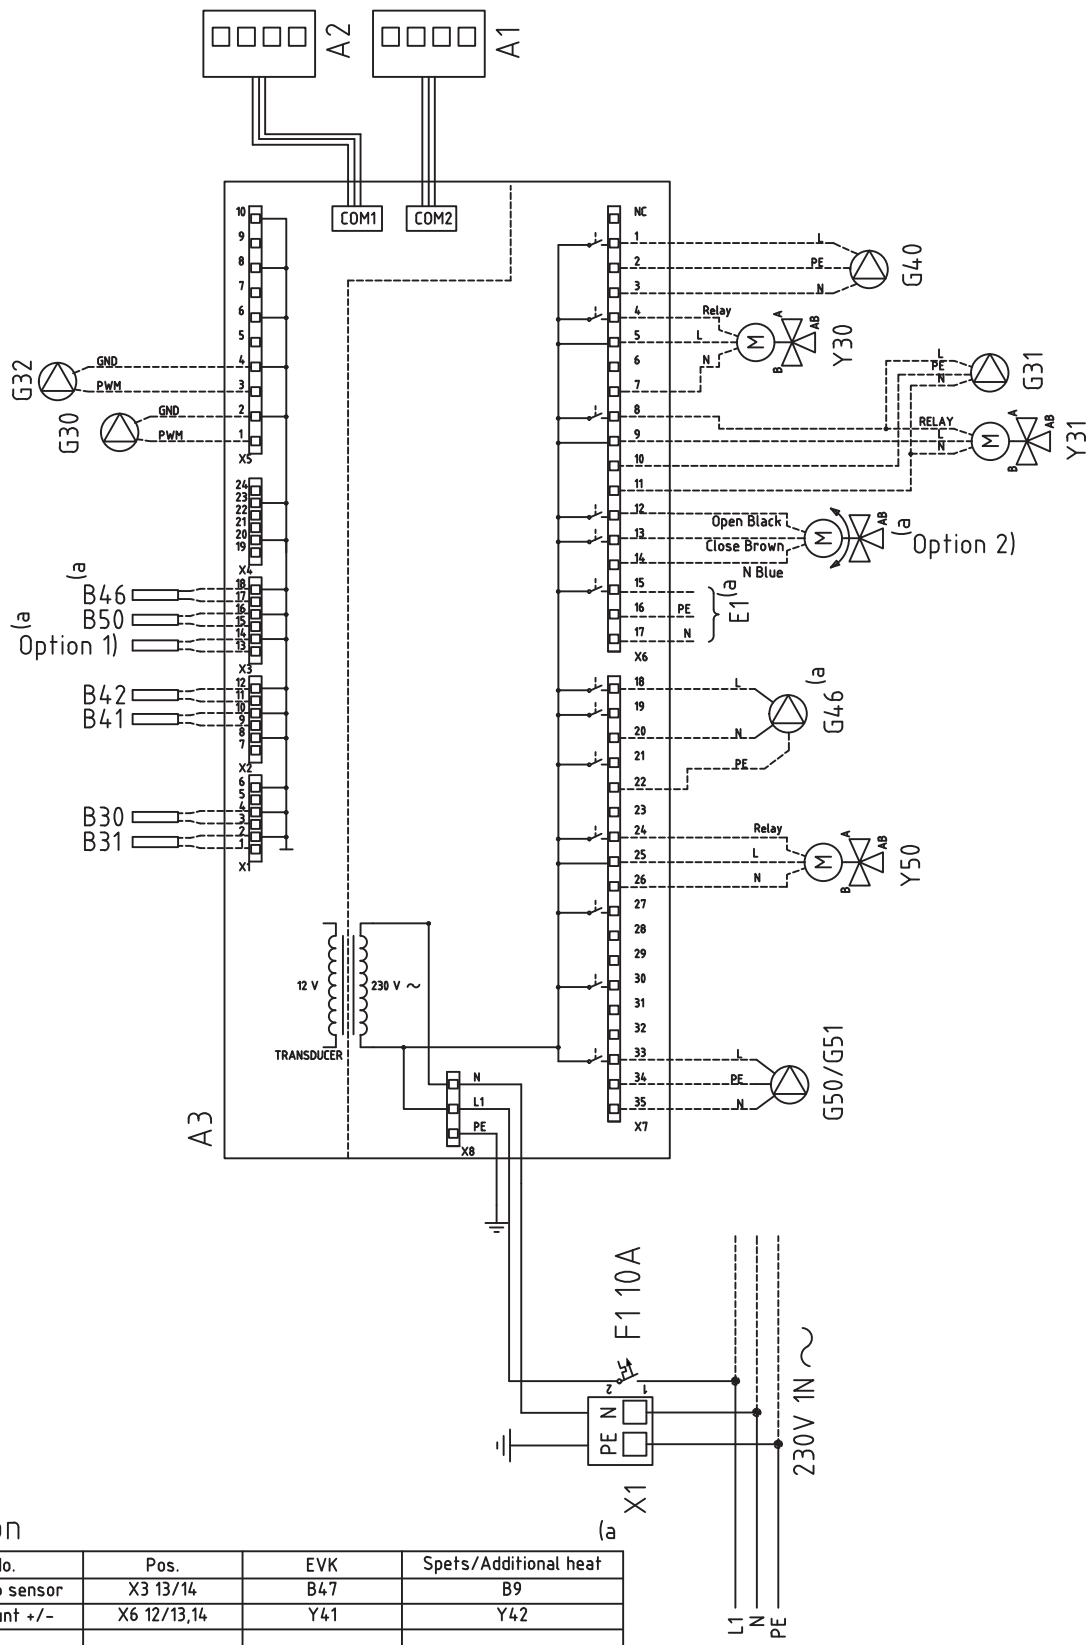 A2
A1
COM1
COM2
10
9
8
7
6
5
4
3
2
1
X5
G32
GND
PWM
G30
GND
PWM
24
23
22
21
20
19
X4
(a
B46
B50
(a
Option 1)
18
17
16
15
14
13
X3
B42
B41
12
11
10
9
8
7
X2
B30
B31
6
5
4
3
2
1
X1
NC
1
2
3
4
5
6
7
8
9
10
11
12
13
14
15
16
17
X6
L
PE
N
G40
Relay
L
N
M
A
AB
B
Y30
L
PE
N
G31
RELAY
L
N
M
A
AB
B
Y31
Open Black
Close Brown
N Blue
M
AB
(a
Option 2)
PE
N
E1 (a
18
19
20
21
22
23
24
25
26
27
28
29
30
31
32
33
34
35
X7
L
N
PE
G46 (a
Relay
L
N
M
A
AB
B
Y50
L
PE
N
G50/G51
12 V
230 V ~
TRANSDUCER
A3
N
L1
PE
X8
F1 10A
2
1
PE N
X1
230V 1N ~
L1
N
PE
on
(a
No.
Pos.
EVK
Spets/Additional heat
sensor
X3 13/14
B47
B9
unt +/-
X6 12/13,14
Y41
Y42